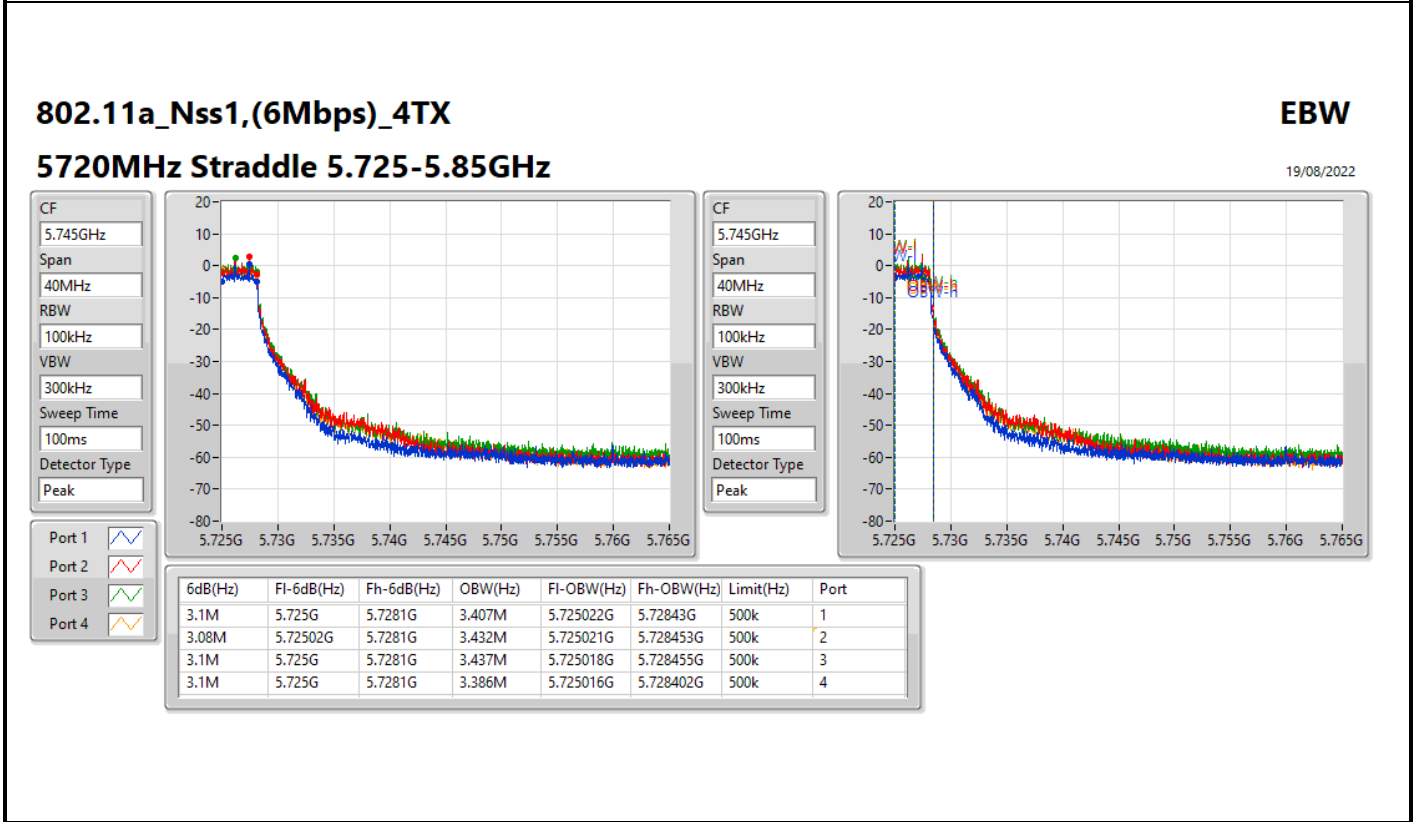 802.11a_Nss1,(6Mbps)_4TX EBW
5720MHz Straddle 5.725-5.85GHz 19/08/2022
CF
5.745GHz
Span
40MHz
RBW
100kHz
VBW
300kHz
Sweep Time
100ms
Detector Type
Peak
20
10
0
-10
-20
-30
-40
-50
-60
-70
-80
5.725G 5.73G 5.735G 5.74G 5.745G 5.75G 5.755G 5.76G 5.765G
CF
5.745GHz
Span
40MHz
RBW
100kHz
VBW
300kHz
Sweep Time
100ms
Detector Type
Peak
20
10
0
-10
-20
-30
-40
-50
-60
-70
-80
5.725G 5.73G 5.735G 5.74G 5.745G 5.75G 5.755G 5.76G 5.765G
Port 1
Port 2
Port 3
Port 4
6dB(Hz) Fl-6dB(Hz) Fh-6dB(Hz) OBW(Hz) Fl-OBW(Hz) Fh-OBW(Hz) Limit(Hz) Port
3.1M 5.725G 5.7281G 3.407M 5.725022G 5.72843G 500k 1
3.08M 5.72502G 5.7281G 3.432M 5.725021G 5.728453G 500k 2
3.1M 5.725G 5.7281G 3.437M 5.725018G 5.728455G 500k 3
3.1M 5.725G 5.7281G 3.386M 5.725016G 5.728402G 500k 4